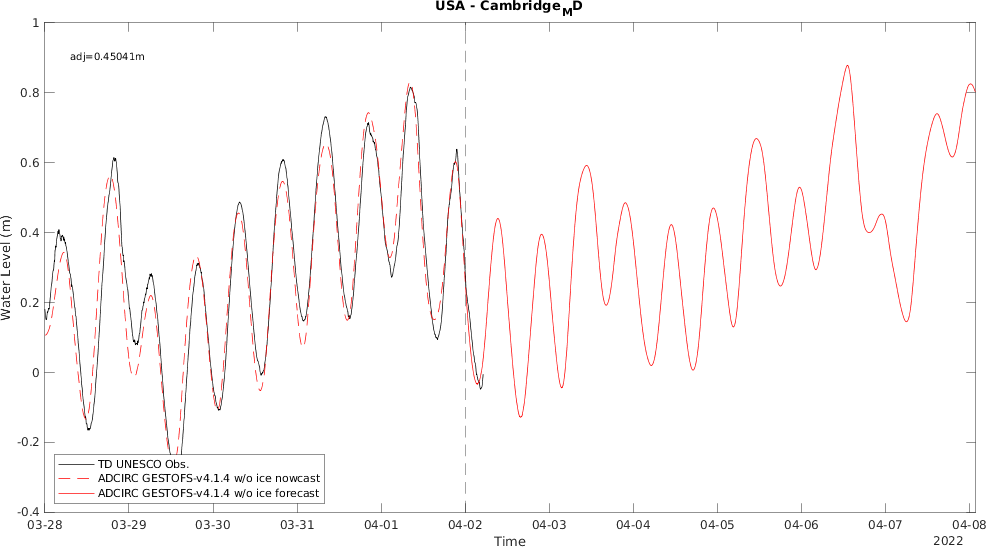 USA - Cambridge_MD
1
adj=0.45041m
0.8
0.6
0.4
0.2
0
-0.2
-0.4
Water Level (m)
TD UNESCO Obs.
ADCIRC GESTOFS-v4.1.4 w/o ice nowcast
ADCIRC GESTOFS-v4.1.4 w/o ice forecast
03-28 03-29 03-30 03-31 04-01 04-02 04-03 04-04 04-05 04-06 04-07 04-08
Time
2022